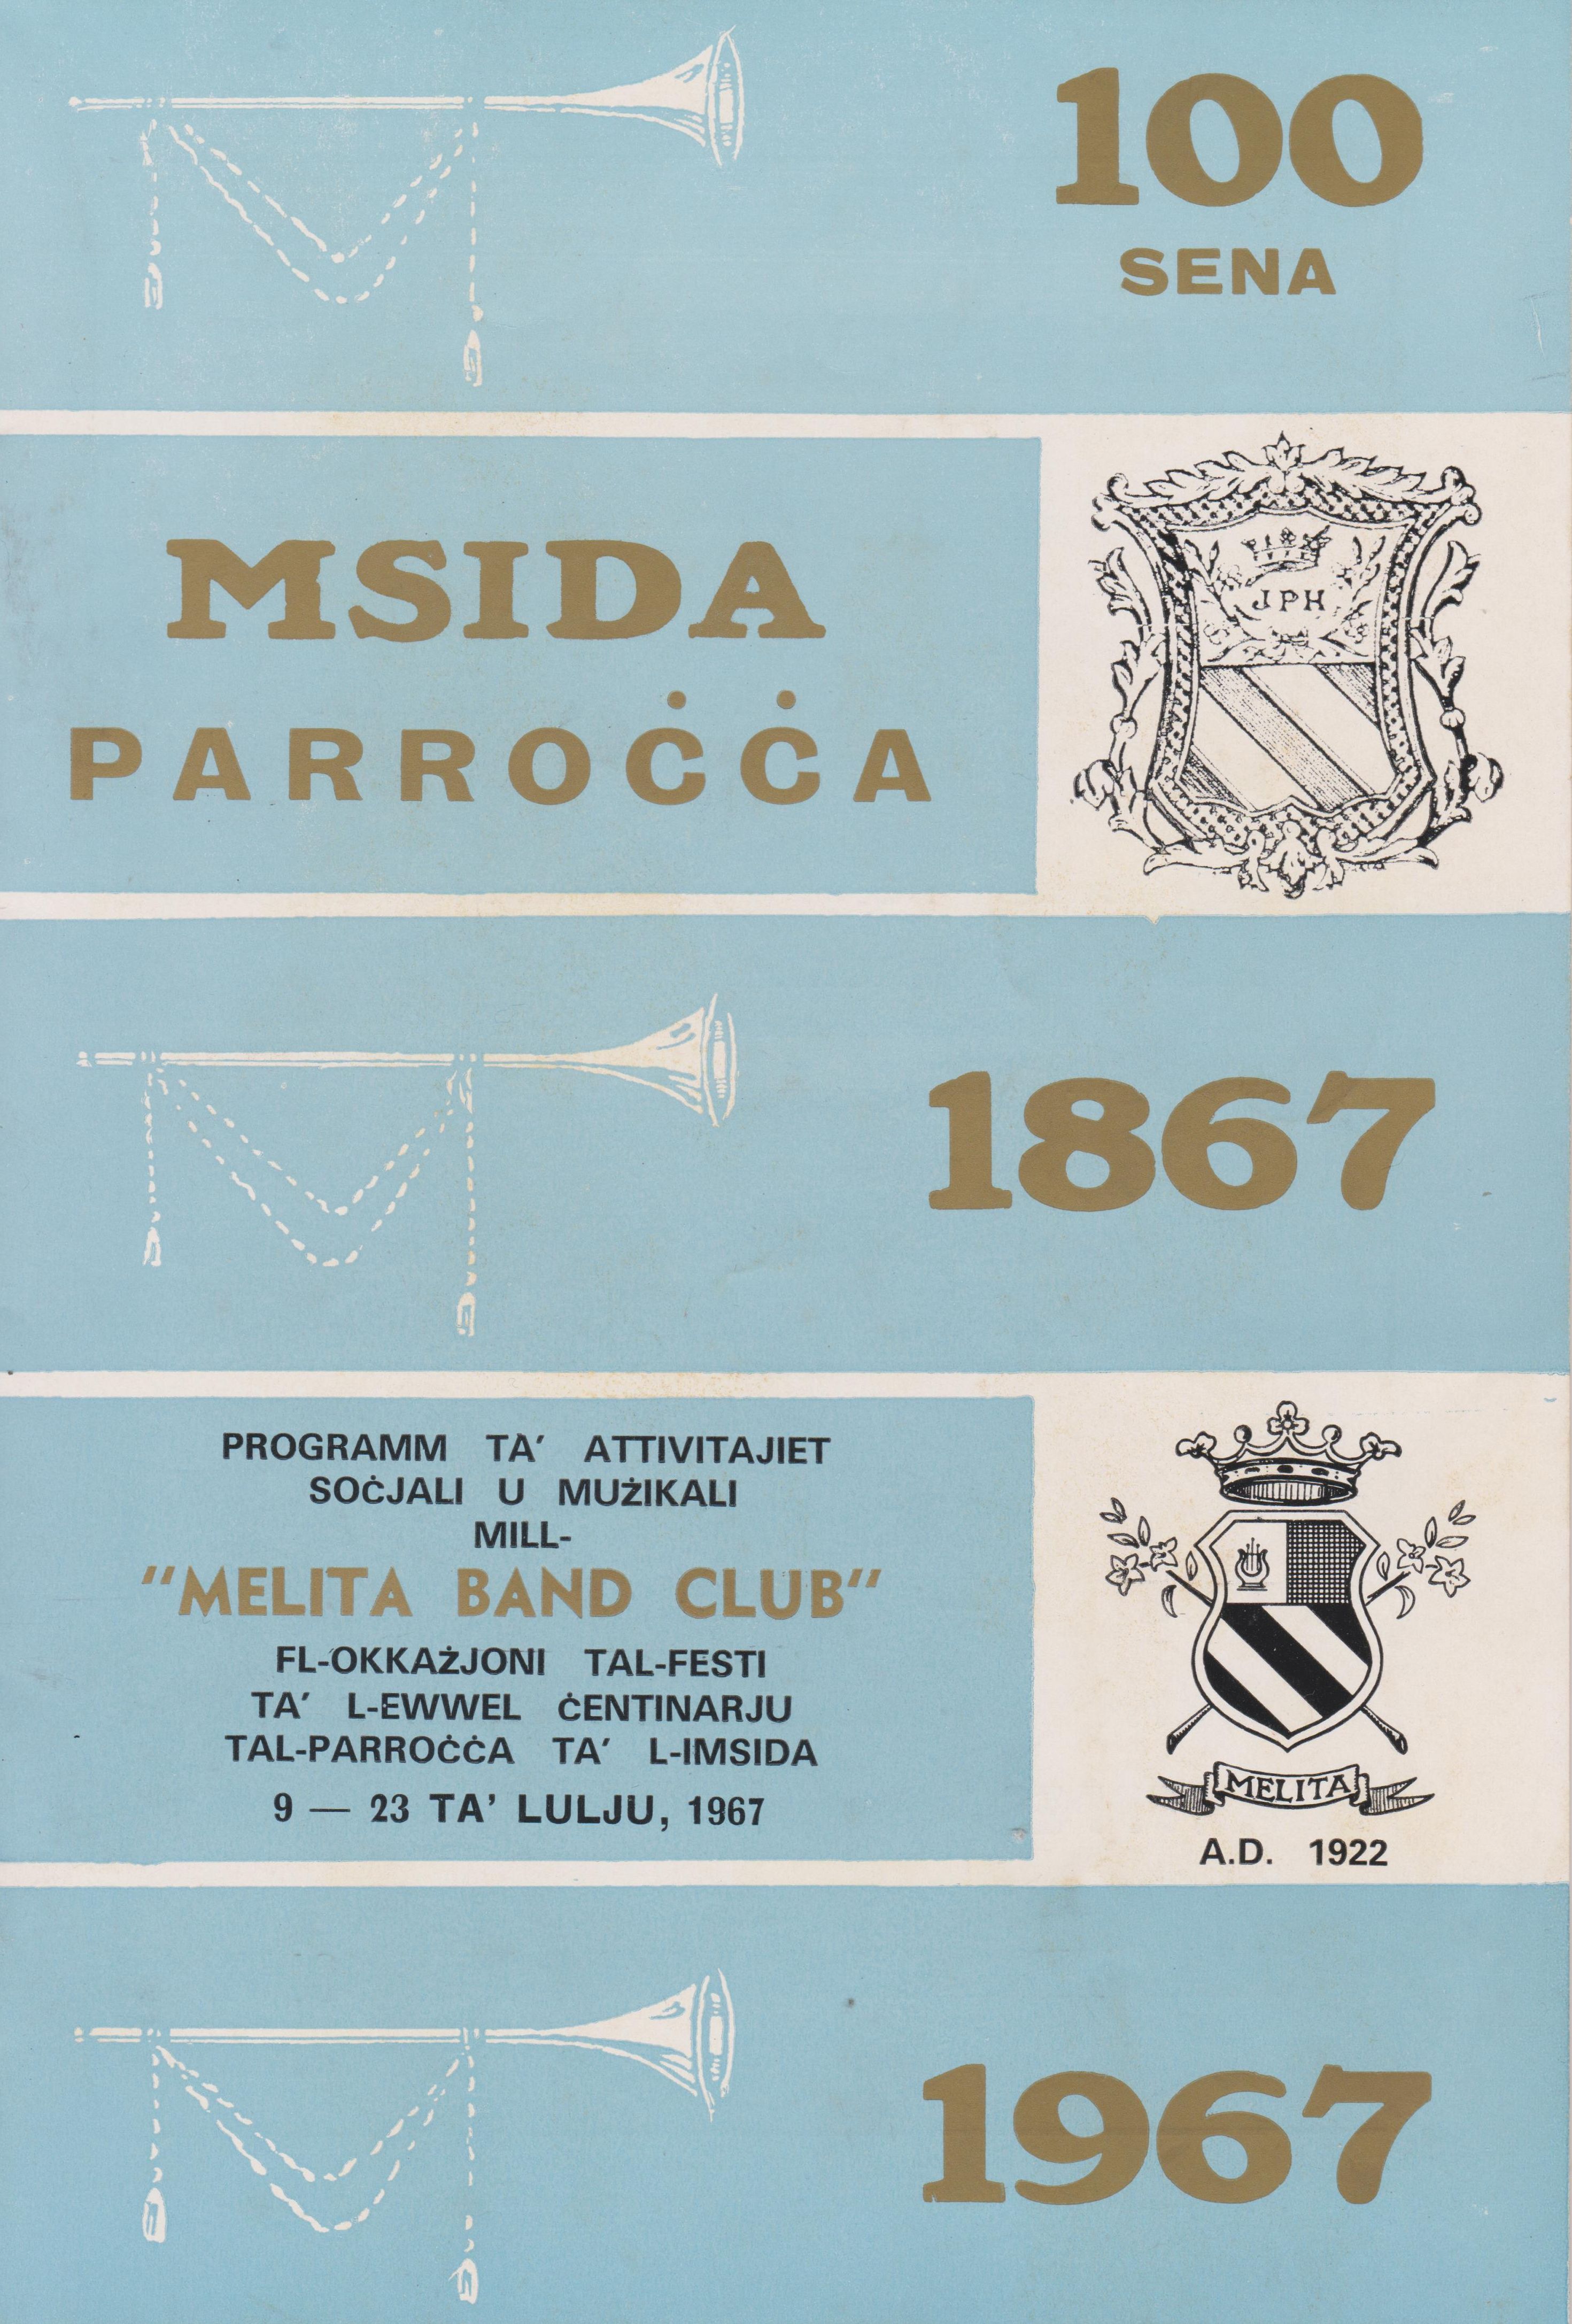 100
SENA
MSIDA
PARROĊĊA
JPH
1867
PROGRAMM TA' ATTIVITAJIET
SOĊJALI U MUŻIKALI
MILL-
"MELITA BAND CLUB"
FL-OKKAŻJONI TAL-FESTI
TA' L-EWWEL ĊENTINARJU
TAL-PARROĊĊA TA' L-IMSIDA
9 — 23 TA' LULJU, 1967
MELITA
A.D. 1922
1967